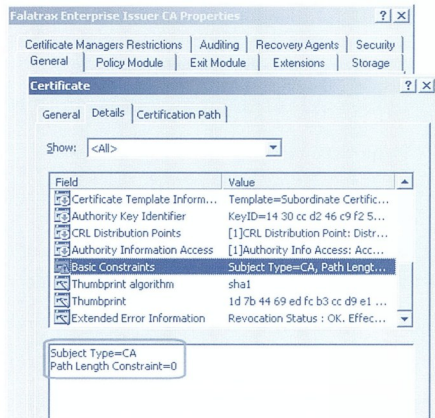 Falatrax Enterprise Issuer CA Properties
Certificate Managers Restrictions Auditing Recovery Agents Security
General Policy Module Exit Module Extensions Storage
Certificate
General Details Certification Path
Show: <All>
Field Value
Certificate Template Inform... Template=Subordinate Certific...
Authority Key Identifier KeyID=14 30 cc d2 46 c9 f2 5...
CRL Distribution Points [1]CRL Distribution Point: Distr...
Authority Information Access [1]Authority Info Access: Acc...
Basic Constraints Subject Type=CA, Path Lengt...
Thumbprint algorithm sha1
Thumbprint 1d 7b 44 69 ed fc b3 cc d9 e1 ...
Extended Error Information Revocation Status : OK. Effec...
Subject Type=CA
Path Length Constraint=0